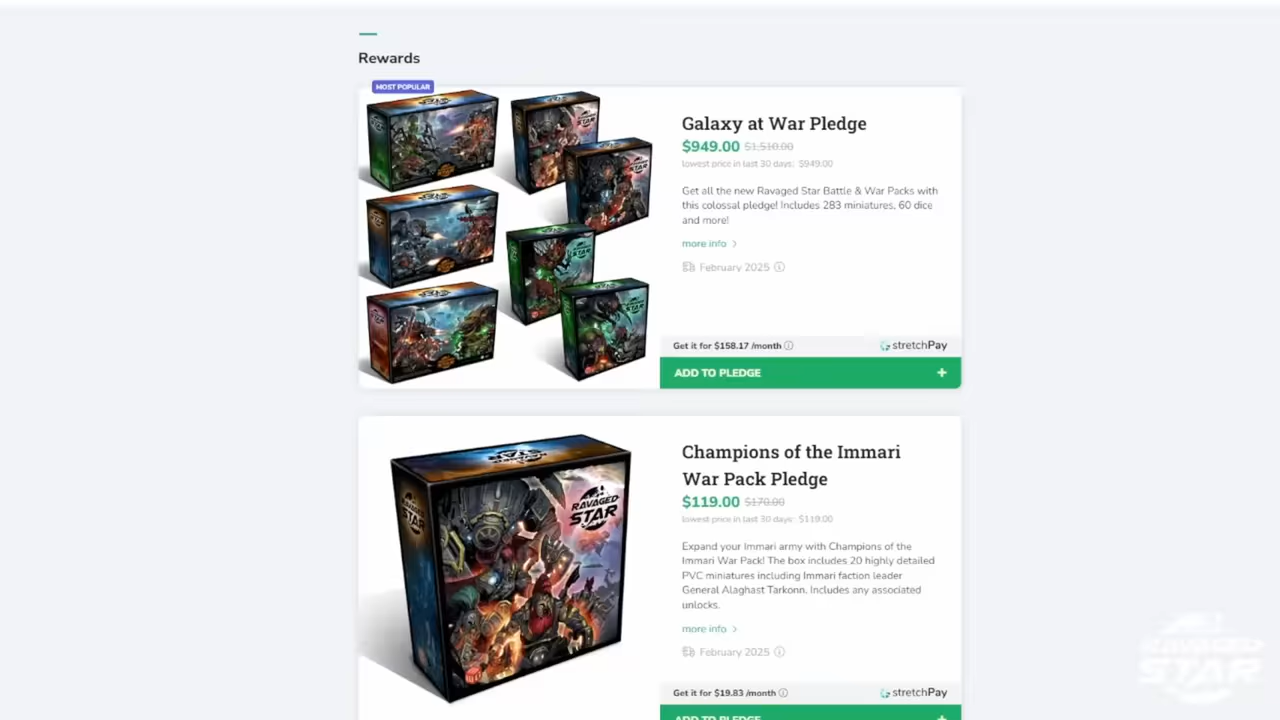 Rewards
MOST POPULAR
Galaxy at War Pledge
$949.00 $1,510.00
lowest price in last 30 days: $949.00
Get all the new Ravaged Star Battle & War Packs with
this colossal pledge! Includes 283 miniatures, 60 dice
and more!
more info
February 2025
Get it for $158.17 /month
stretchPay
ADD TO PLEDGE +
RAVAGED
STAR
Champions of the Immari
War Pack Pledge
$119.00 $170.00
lowest price in last 30 days: $119.00
Expand your Immari army with Champions of the
Immari War Pack! The box includes 20 highly detailed
PVC miniatures including Immari faction leader
General Alaghast Tarkonn. Includes any associated
unlocks.
more info
February 2025
Get it for $19.83 /month
stretchPay
ADD TO PLEDGE
RAVAGED
STAR